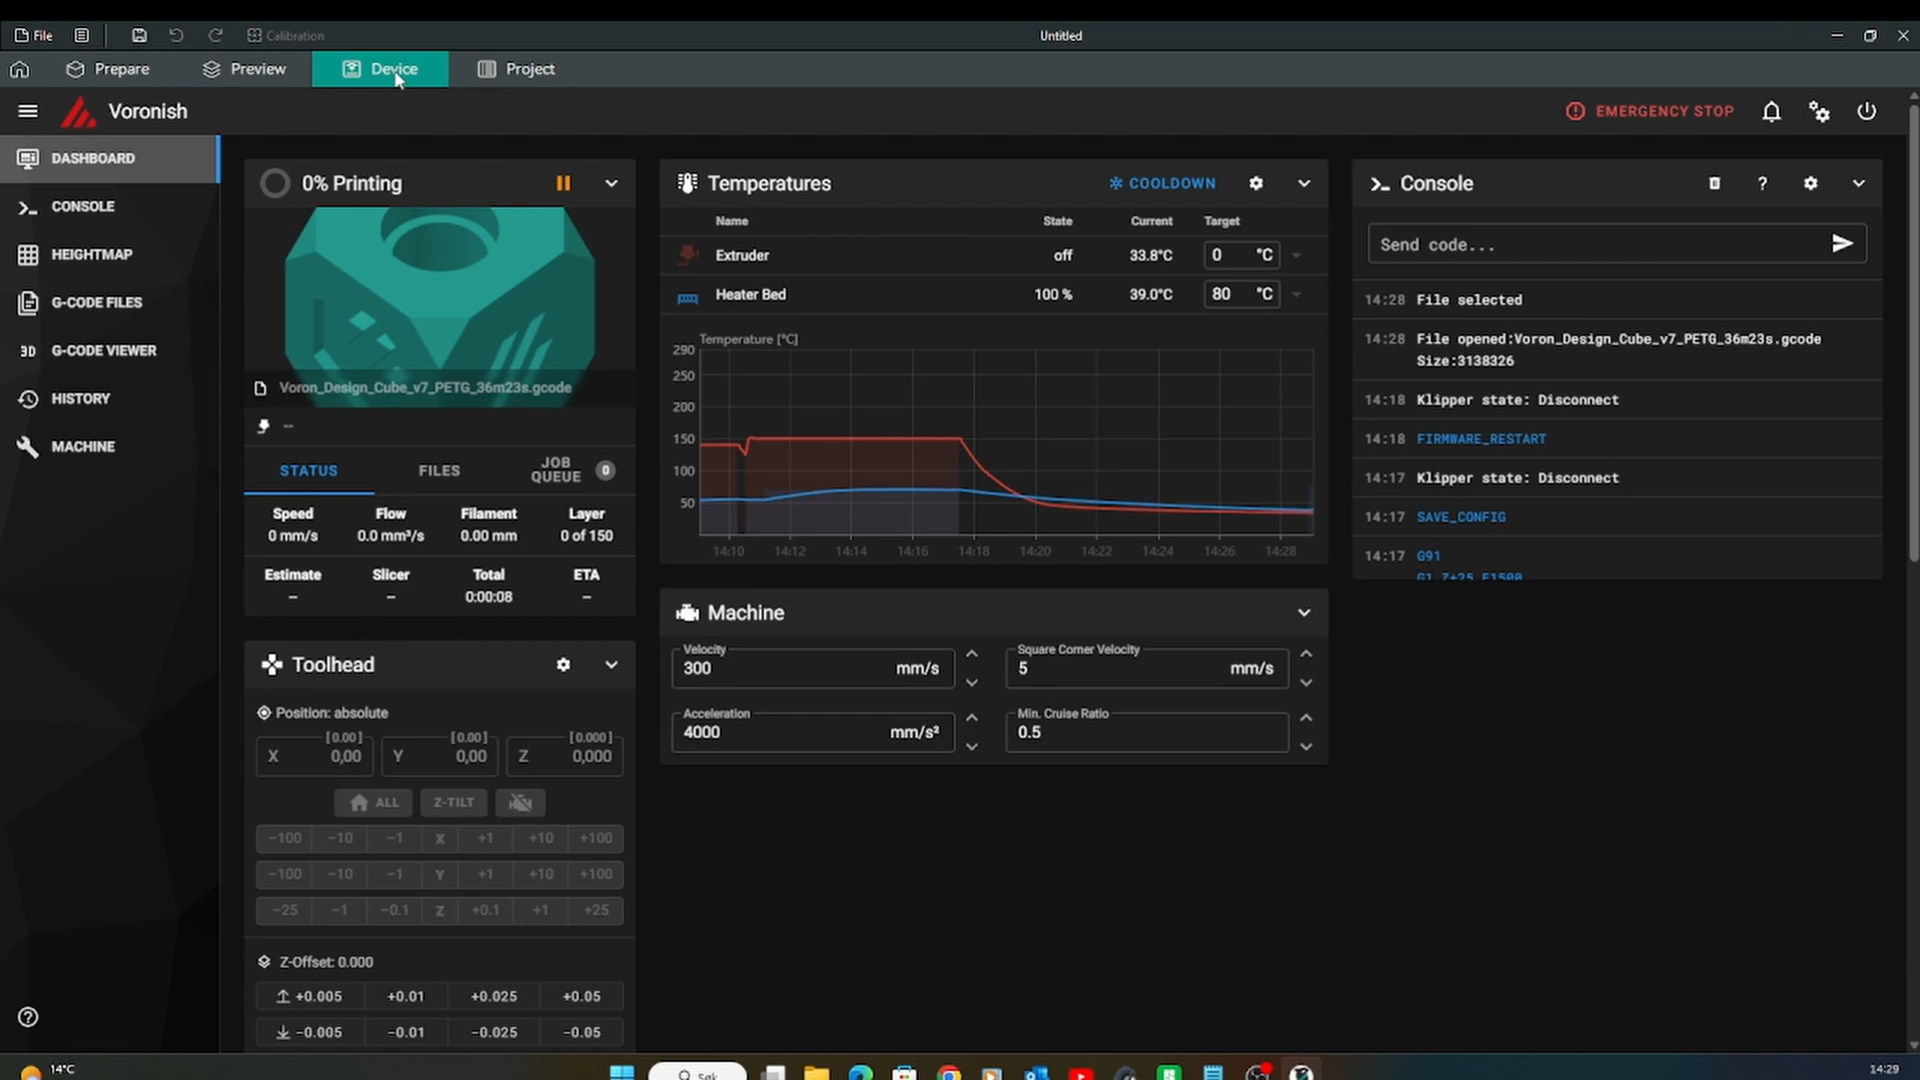 File
Calibration
Untitled
Prepare
Preview
Device
Project
Voronish
EMERGENCY STOP
DASHBOARD
CONSOLE
HEIGHTMAP
G-CODE FILES
3D G-CODE VIEWER
HISTORY
MACHINE
0% Printing
Voron_Design_Cube_v7_PETG_36m23s.gcode
--
STATUS
FILES
JOB QUEUE 0
Speed Flow Filament Layer
0 mm/s 0.0 mm³/s 0.00 mm 0 of 150
Estimate Slicer Total ETA
– – 0:00:08 –
Toolhead
Position: absolute
[0.00] [0.00] [0.000]
X 0,00 Y 0,00 Z 0,000
ALL Z-TILT
-100 -10 -1 X +1 +10 +100
-100 -10 -1 Y +1 +10 +100
-25 -1 -0.1 Z +0.1 +1 +25
Z-Offset: 0.000
+0.005 +0.01 +0.025 +0.05
-0.005 -0.01 -0.025 -0.05
Temperatures
COOLDOWN
Name State Current Target
Extruder off 33.8°C 0 °C
Heater Bed 100 % 39.0°C 80 °C
Temperature [°C]
290
250
200
150
100
50
14:10 14:12 14:14 14:16 14:18 14:20 14:22 14:24 14:26 14:28
Machine
Velocity
300 mm/s
Square Corner Velocity
5 mm/s
Acceleration
4000 mm/s²
Min. Cruise Ratio
0.5
Console
?
Send code...
14:28 File selected
14:28 File opened:Voron_Design_Cube_v7_PETG_36m23s.gcode
Size:3138326
14:18 Klipper state: Disconnect
14:18 FIRMWARE_RESTART
14:17 Klipper state: Disconnect
14:17 SAVE_CONFIG
14:17 G91
G1 Z+25 F1500
14°C
Søk
14:29